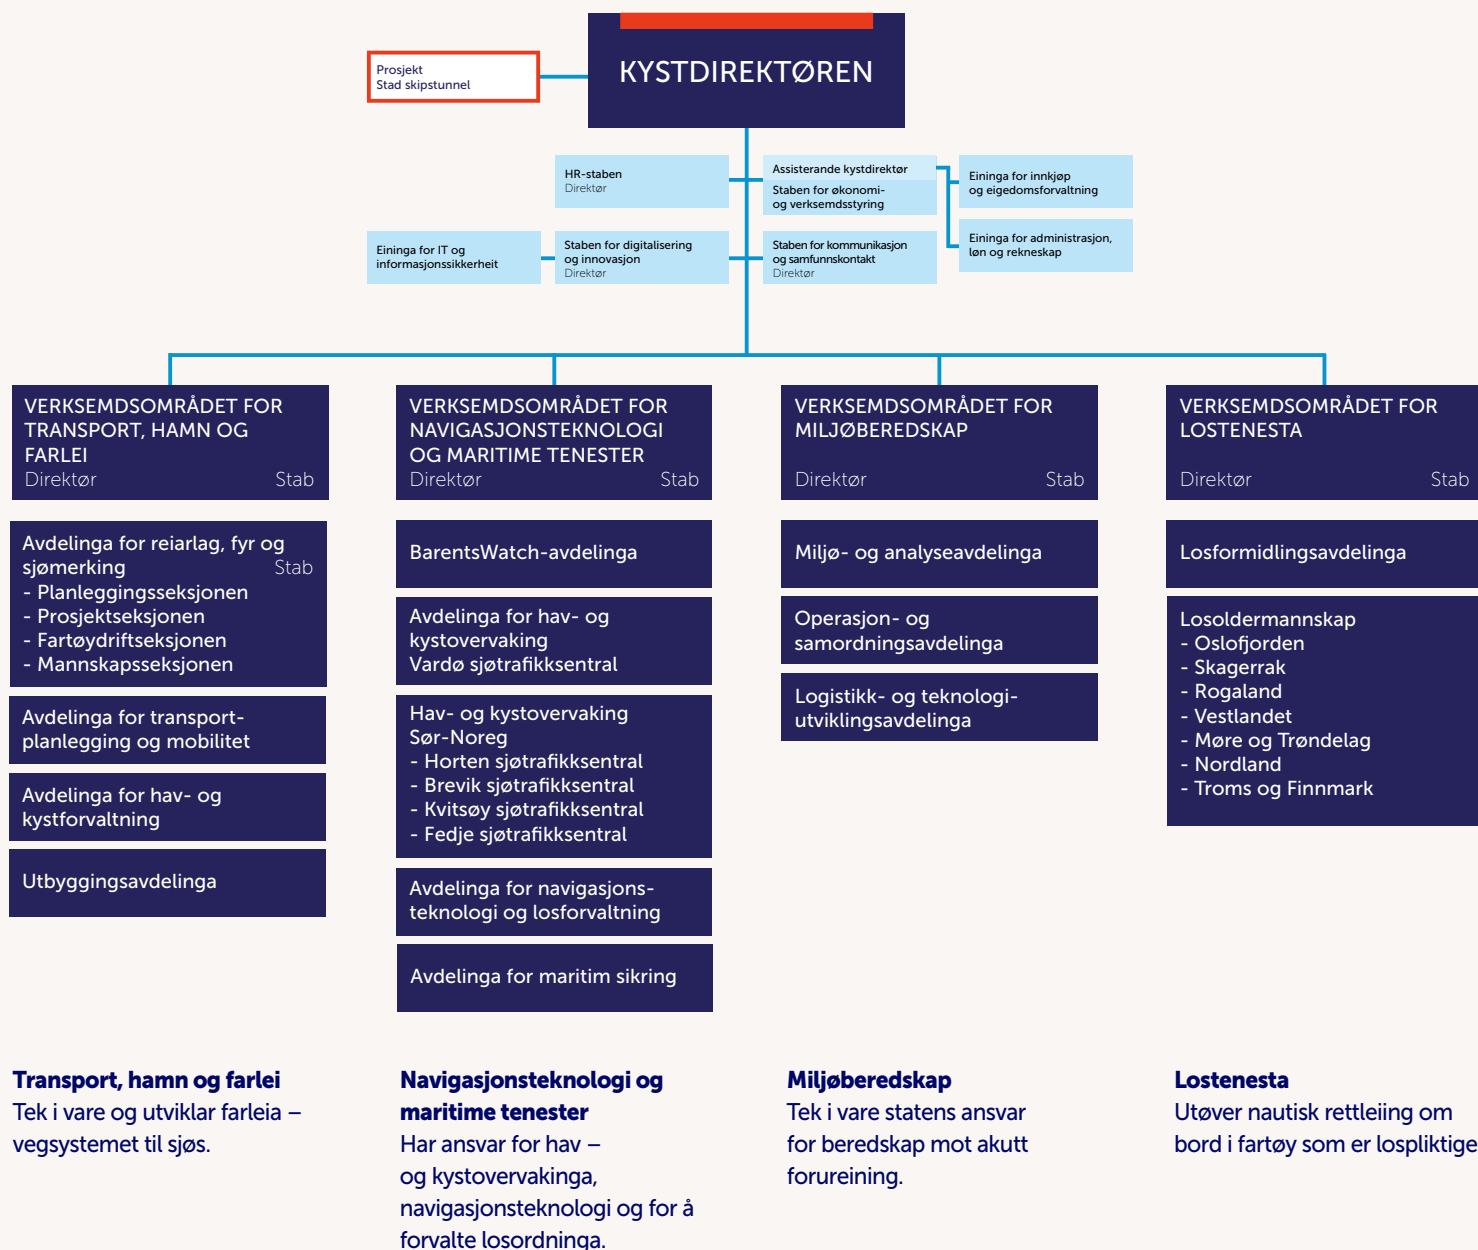 KYSTDIREKTØREN
Prosjekt
Stad skipstunnel
HR-staben
Direktør
Assisterande kystdirektør
Staben for økonomi-
og verksemdsstyring
Eininga for innkjøp
og eigedomsforvaltning
Eininga for IT og
informasjonssikkerheit
Staben for digitalisering
og innovasjon
Direktør
Staben for kommunikasjon
og samfunnskontakt
Direktør
Eininga for administrasjon,
løn og rekneskap
VERKSEMDSOMRÅDET FOR
TRANSPORT, HAMN OG
FARLEI
Direktør Stab
Avdelinga for reiarlag, fyr og
sjømerking Stab
- Planleggingsseksjonen
- Prosjektseksjonen
- Fartøydriftseksjonen
- Mannskapsseksjonen
Avdelinga for transport-
planlegging og mobilitet
Avdelinga for hav- og
kystforvaltning
Utbyggingsavdelinga
VERKSEMDSOMRÅDET FOR
NAVIGASJONSTEKNOLOGI
OG MARITIME TENESTER
Direktør Stab
BarentsWatch-avdelinga
Avdelinga for hav- og
kystovervaking
Vardø sjøtrafikksentral
Hav- og kystovervaking
Sør-Noreg
- Horten sjøtrafikksentral
- Brevik sjøtrafikksentral
- Kvitsøy sjøtrafikksentral
- Fedje sjøtrafikksentral
Avdelinga for navigasjons-
teknologi og losforvaltning
Avdelinga for maritim sikring
VERKSEMDSOMRÅDET FOR
MILJØBEREDSKAP
Direktør Stab
Miljø- og analyseavdelinga
Operasjon- og
samordningsavdelinga
Logistikk- og teknologi-
utviklingsavdelinga
VERKSEMDSOMRÅDET FOR
LOSTENESTA
Direktør Stab
Losformidlingsavdelinga
Losoldermannskap
- Oslofjorden
- Skagerrak
- Rogaland
- Vestlandet
- Møre og Trøndelag
- Nordland
- Troms og Finnmark
Transport, hamn og farlei
Tek i vare og utviklar farleia –
vegsystemet til sjøs.
Navigasjonsteknologi og
maritime tenester
Har ansvar for hav –
og kystovervakinga,
navigasjonsteknologi og for å
forvalte losordninga.
Miljøberedskap
Tek i vare statens ansvar
for beredskap mot akutt
forureining.
Lostenesta
Utøver nautisk rettleiing om
bord i fartøy som er lospliktige